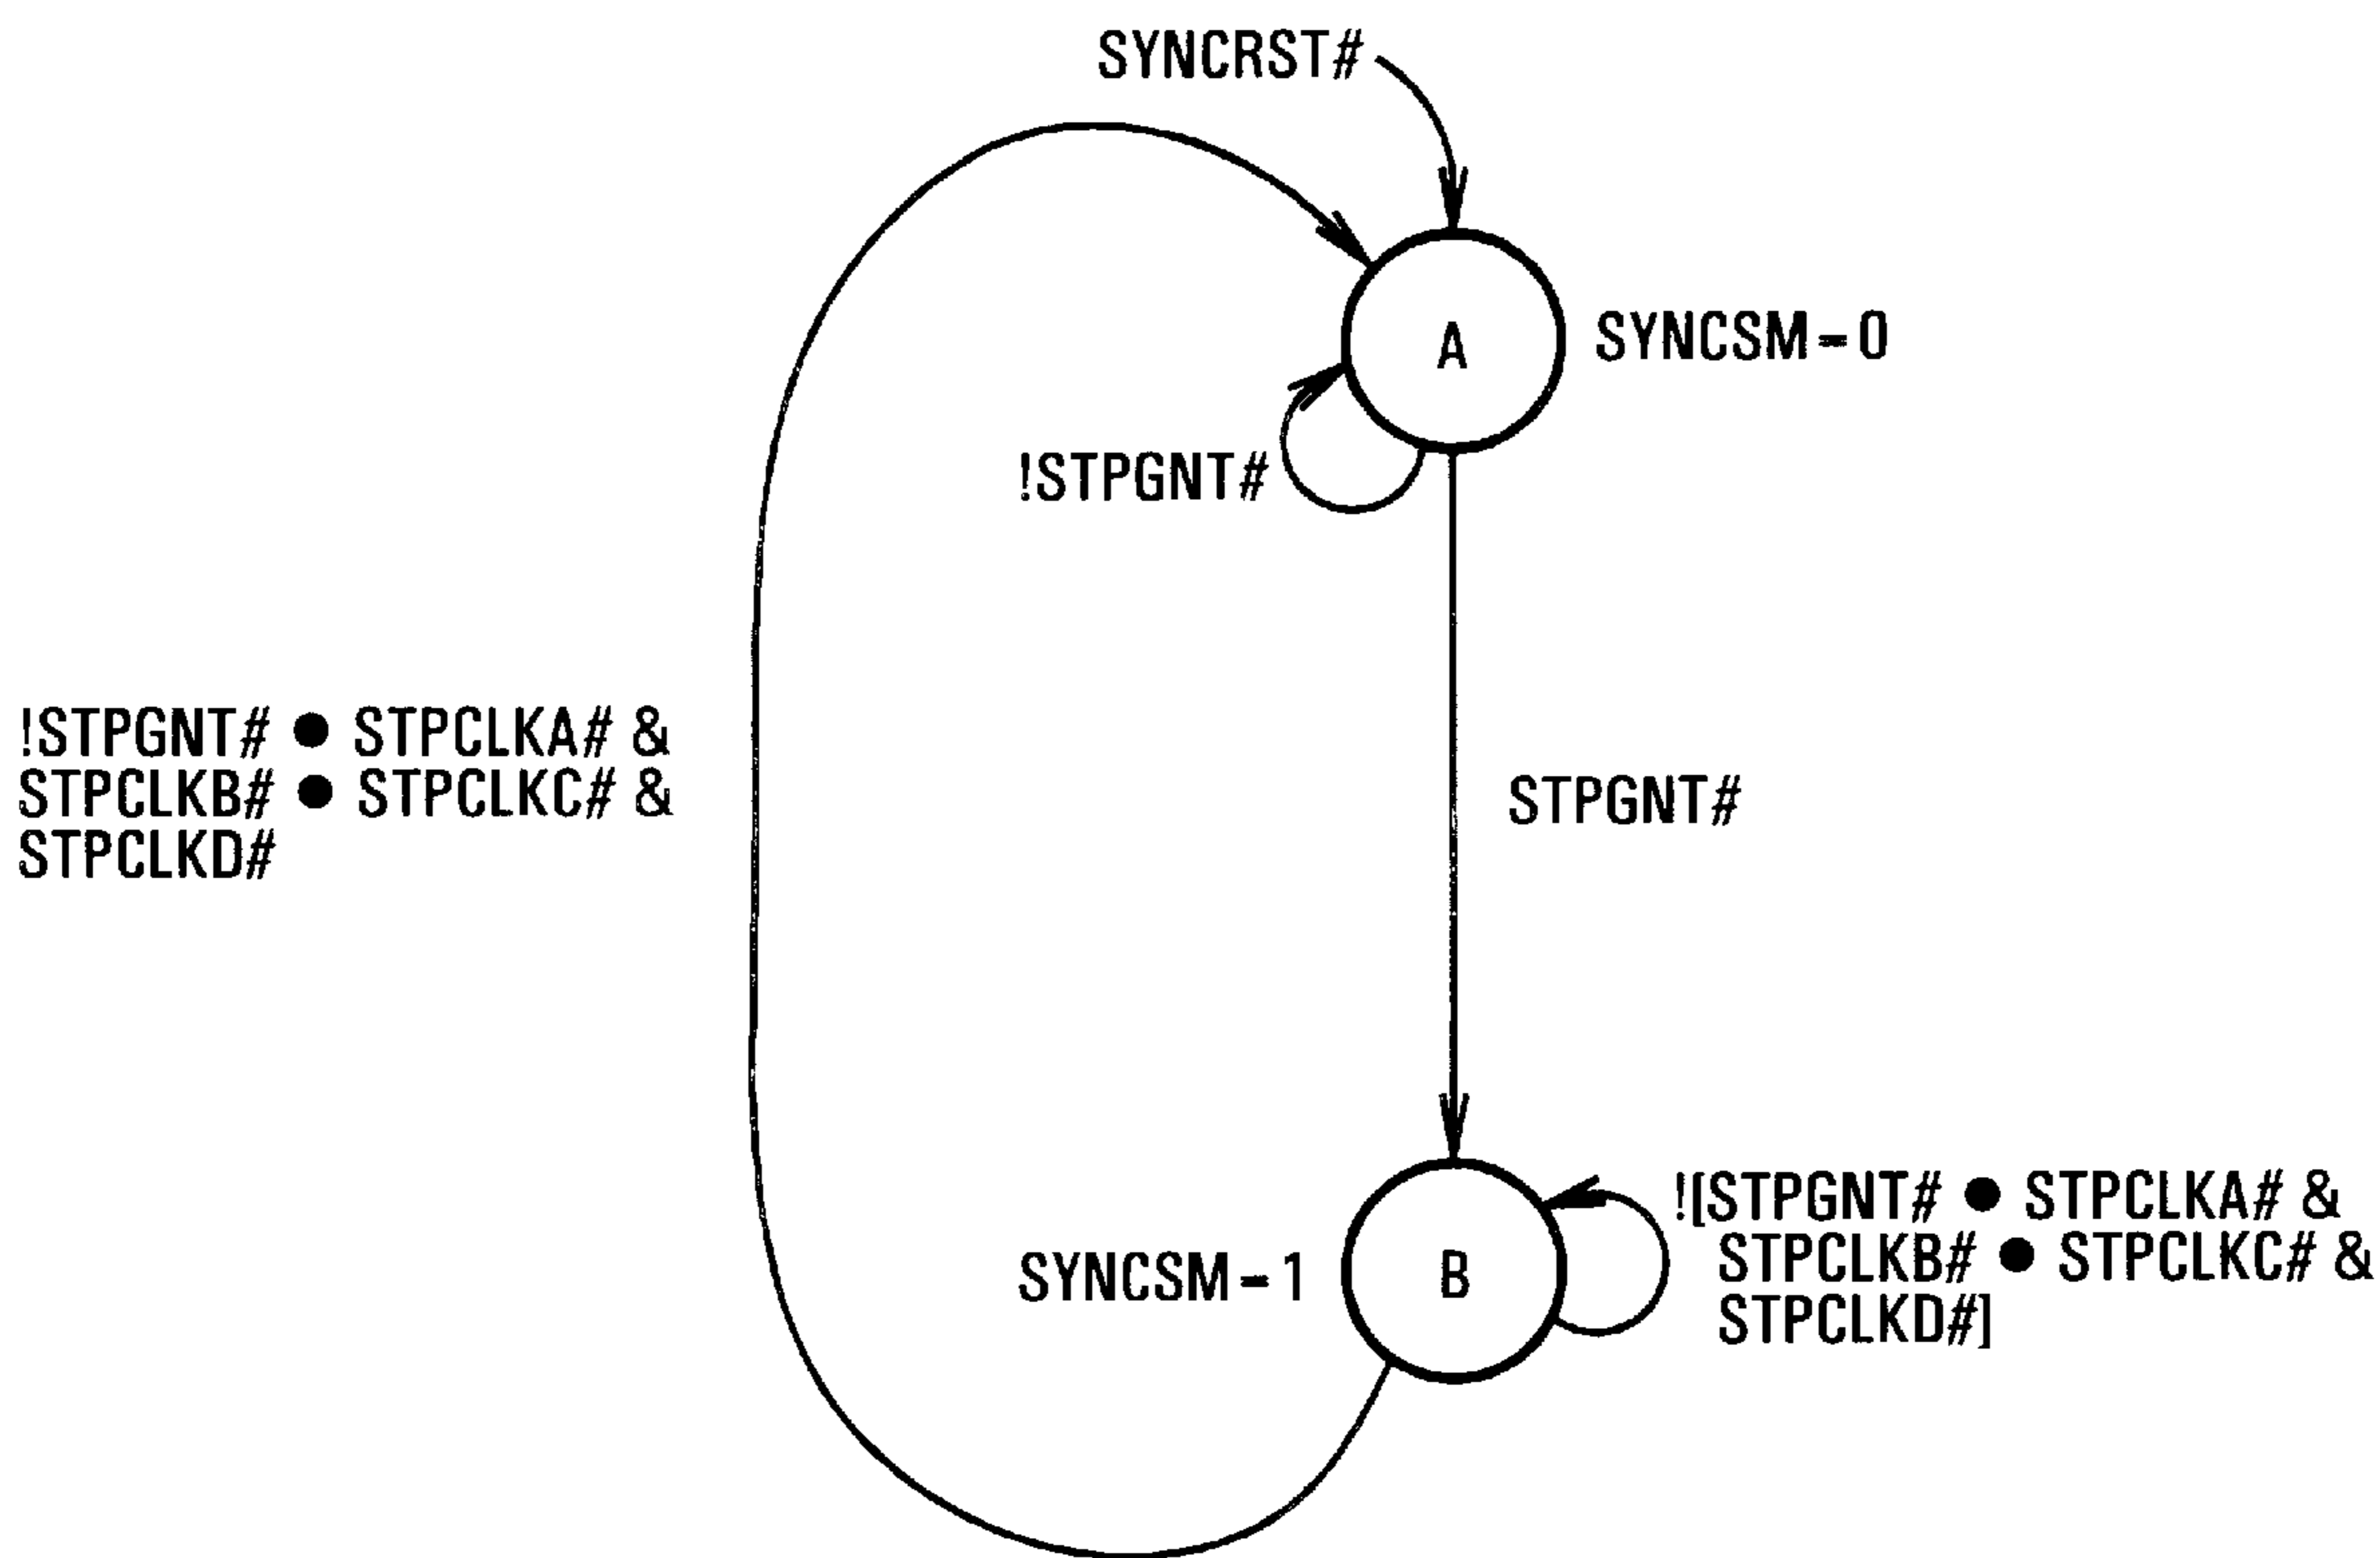 SYNCRST#
A
SYNCSM=0
!STPGNT#
!STPGNT# ● STPCLKA# &
STPCLKB# ● STPCLKC# &
STPCLKD#
STPGNT#
![STPGNT# ● STPCLKA# &
STPCLKB# ● STPCLKC# &
STPCLKD#]
SYNCSM=1
B